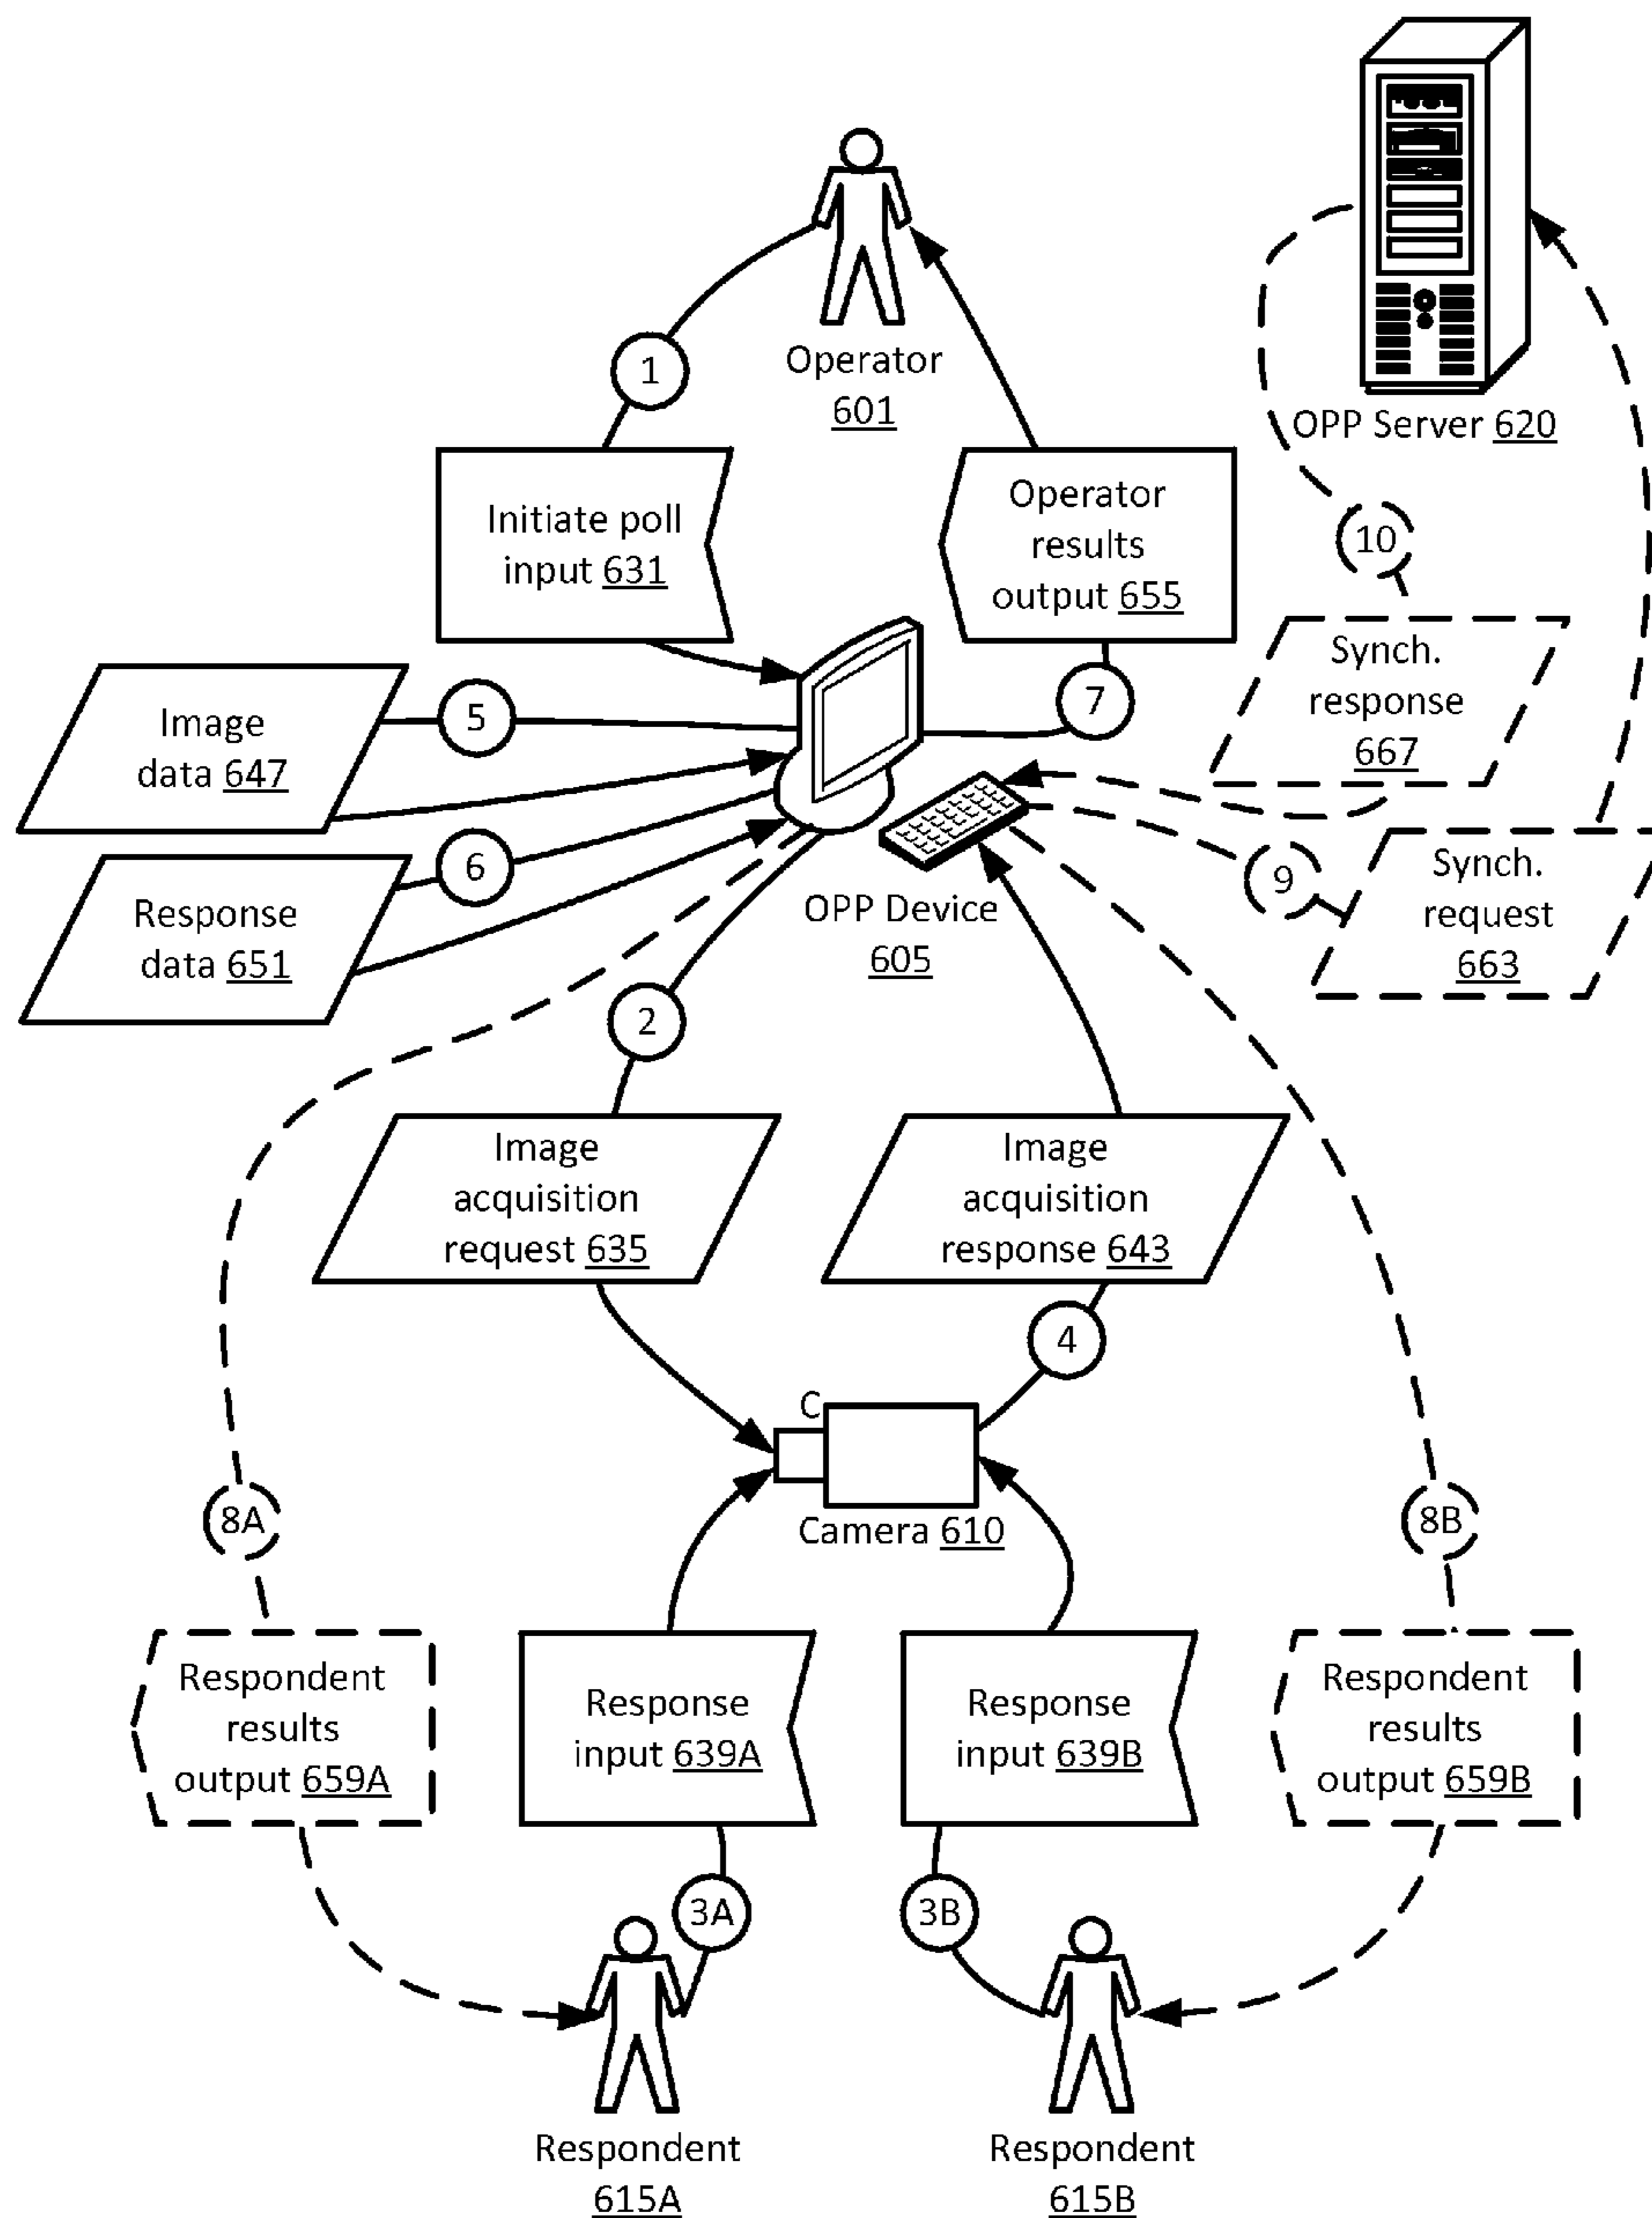 Operator
601
OPP Server 620
1
Initiate poll
input 631
Operator
results
output 655
10
Synch.
response
667
Image
data 647
5
7
Response
data 651
6
OPP Device
605
9
Synch.
request
663
2
Image
acquisition
request 635
Image
acquisition
response 643
4
C
Camera 610
8A
8B
Respondent
results
output 659A
Response
input 639A
Response
input 639B
Respondent
results
output 659B
3A
3B
Respondent
615A
Respondent
615B